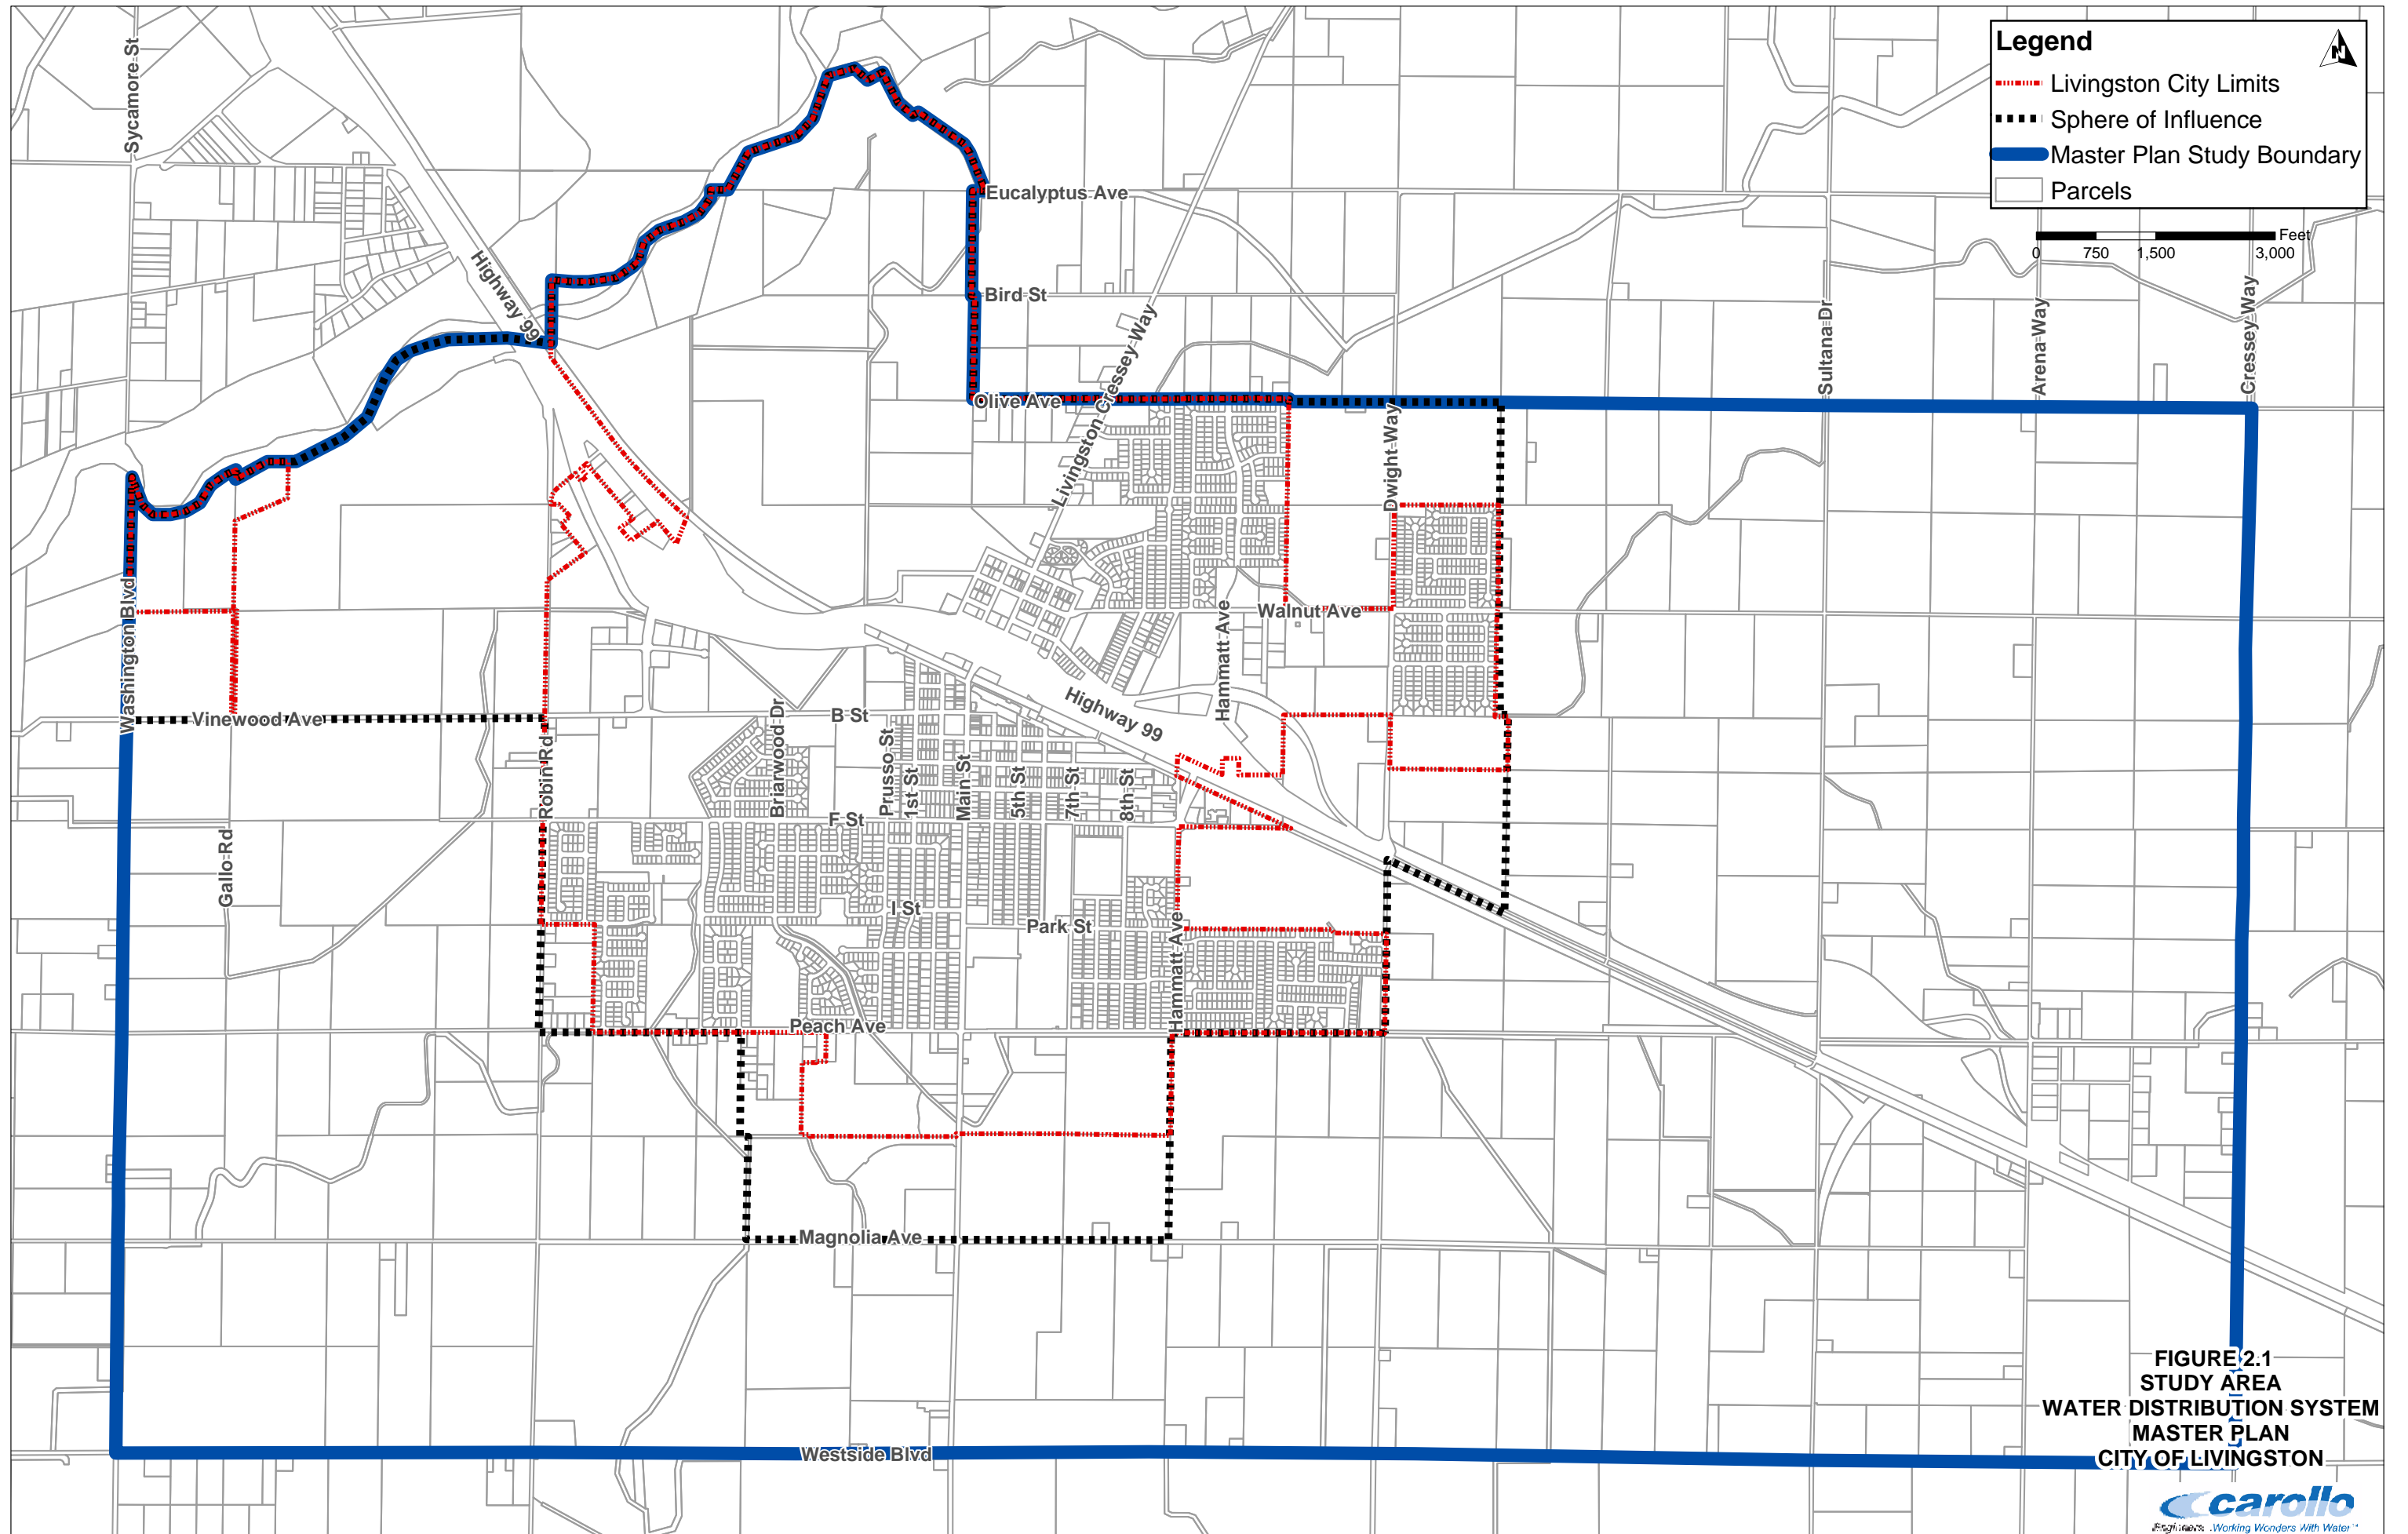 Legend
N
Livingston City Limits
Sphere of Influence
Master Plan Study Boundary
Parcels
Feet
0 750 1,500 3,000
Sycamore St
Highway 99
Eucalyptus Ave
Bird St
Olive Ave
Livingston-Cressey Way
Sultana Dr
Arena Way
Cressey Way
Dwight Way
Washington Blvd
Vinewood Ave
Gallo Rd
Robin Rd
Briarwood Dr
B St
Prusso St
1st St
Main St
5th St
7th St
8th St
F St
I St
Park St
Highway 99
Hammatt Ave
Walnut Ave
Hammatt Ave
Peach Ave
Magnolia Ave
Westside Blvd
FIGURE 2.1
STUDY AREA
WATER DISTRIBUTION SYSTEM
MASTER PLAN
CITY OF LIVINGSTON
carollo
Engineers...Working Wonders With Water™